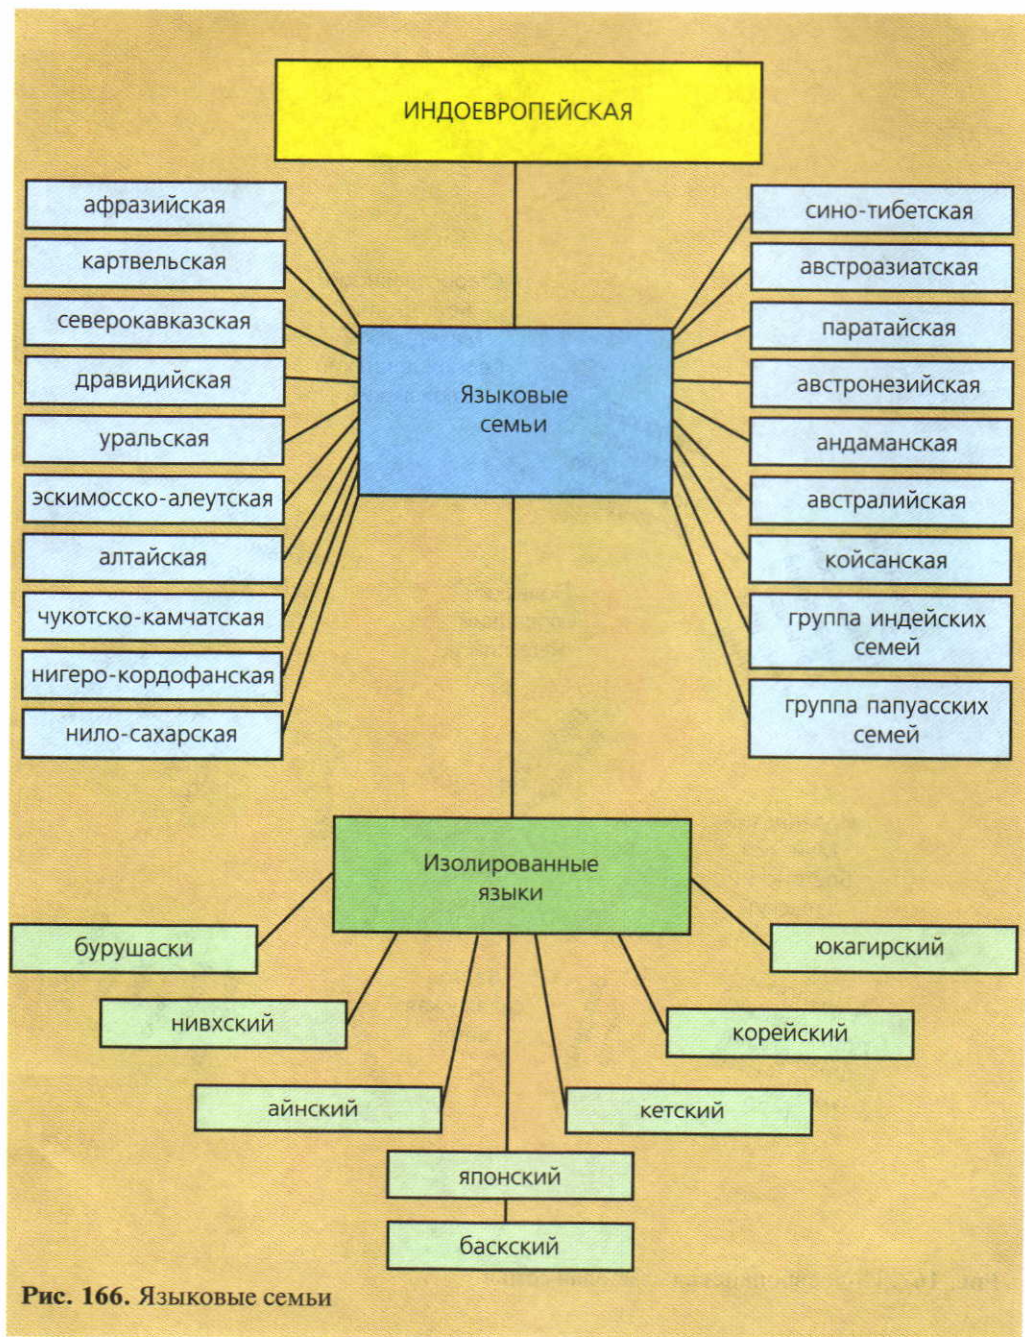 ИНДОЕВРОПЕЙСКАЯ
афразийская
картвельская
северокавказская
дравидийская
уральская
эскимосско-алеутская
алтайская
чукотско-камчатская
нигеро-кордофанская
нило-сахарская
Языковые
семьи
сино-тибетская
австроазиатская
паратайская
австронезийская
андаманская
австралийская
койсанская
группа индейских
семей
группа папуасских
семей
Изолированные
языки
бурушаски
юкагирский
нивхский
корейский
айнский
кетский
японский
баскский
Рис. 166. Языковые семьи